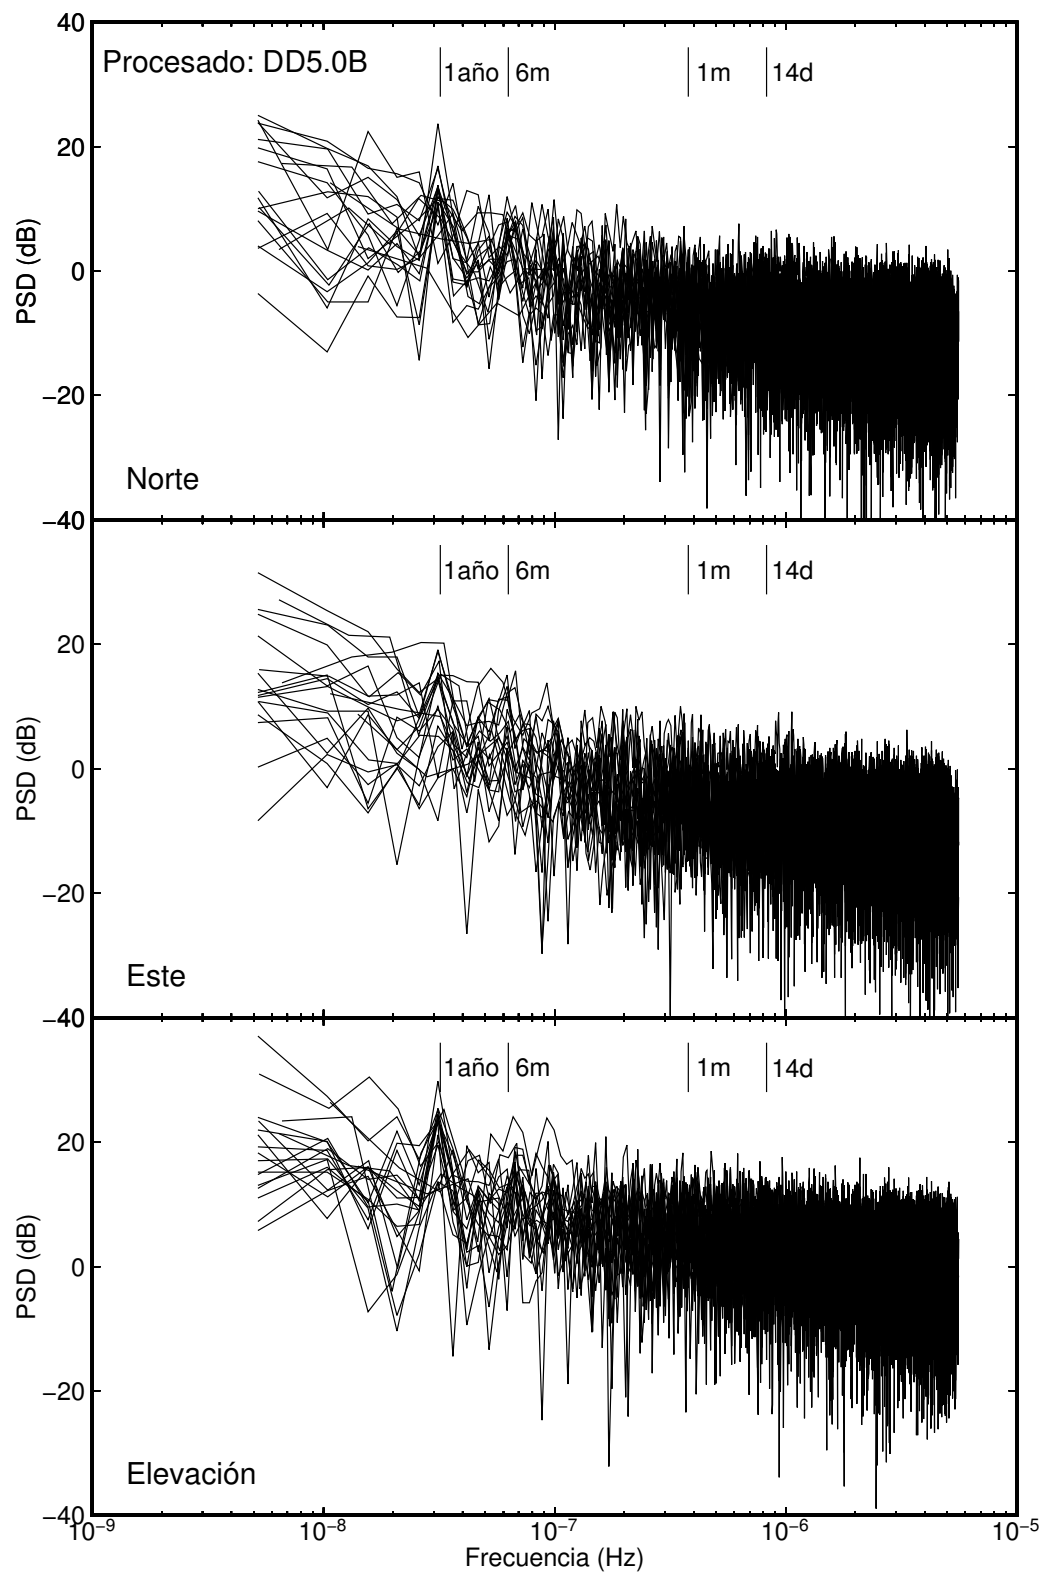 40
Procesado: DD5.0B
1año 6m 1m 14d
20
PSD (dB)
0
−20
Norte
−40
1año 6m 1m 14d
20
PSD (dB)
0
−20
Este
−40
1año 6m 1m 14d
20
PSD (dB)
0
−20
Elevación
−40
10−9 10−8 10−7 10−6 10−5
Frecuencia (Hz)